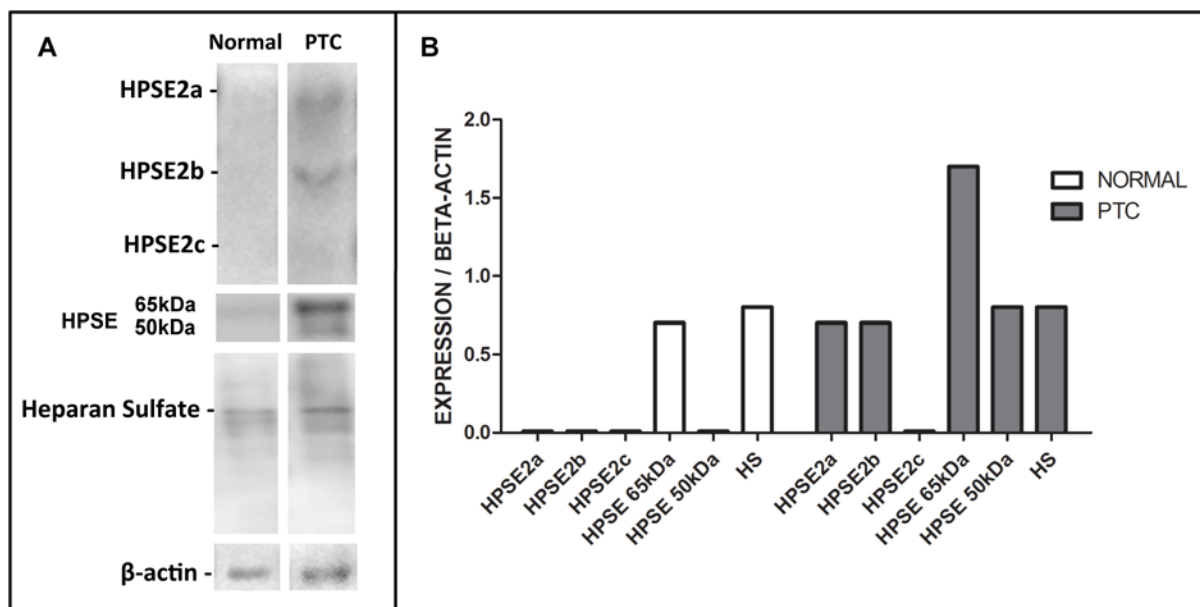 A
Normal PTC
HPSE2a -
HPSE2b -
HPSE2c -
HPSE
65kDa
50kDa
Heparan Sulfate -
β-actin -
B
EXPRESSION / BETA-ACTIN
2.0
1.5
1.0
0.5
0.0
HPSE2a
HPSE2b
HPSE2c
HPSE 65kDa
HPSE 50kDa
HS
HPSE2a
HPSE2b
HPSE2c
HPSE 65kDa
HPSE 50kDa
HS
NORMAL
PTC